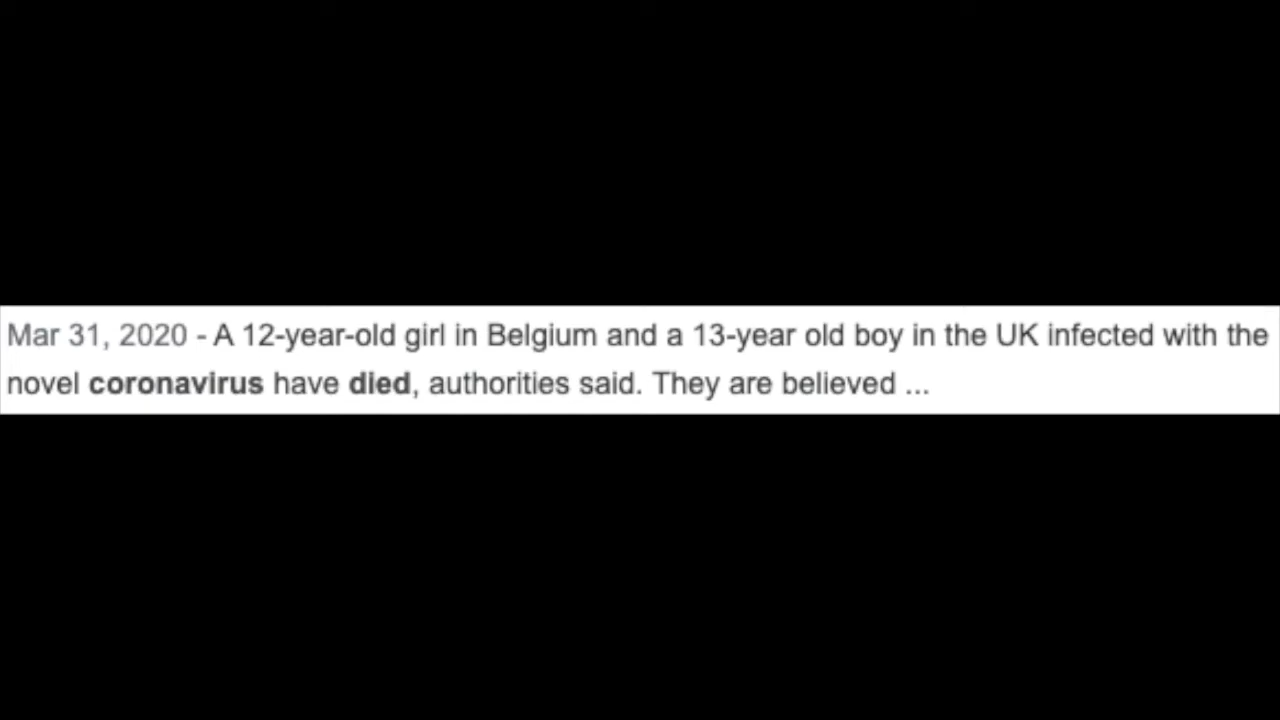 Mar 31, 2020 - A 12-year-old girl in Belgium and a 13-year old boy in the UK infected with the
novel coronavirus have died, authorities said. They are believed ...